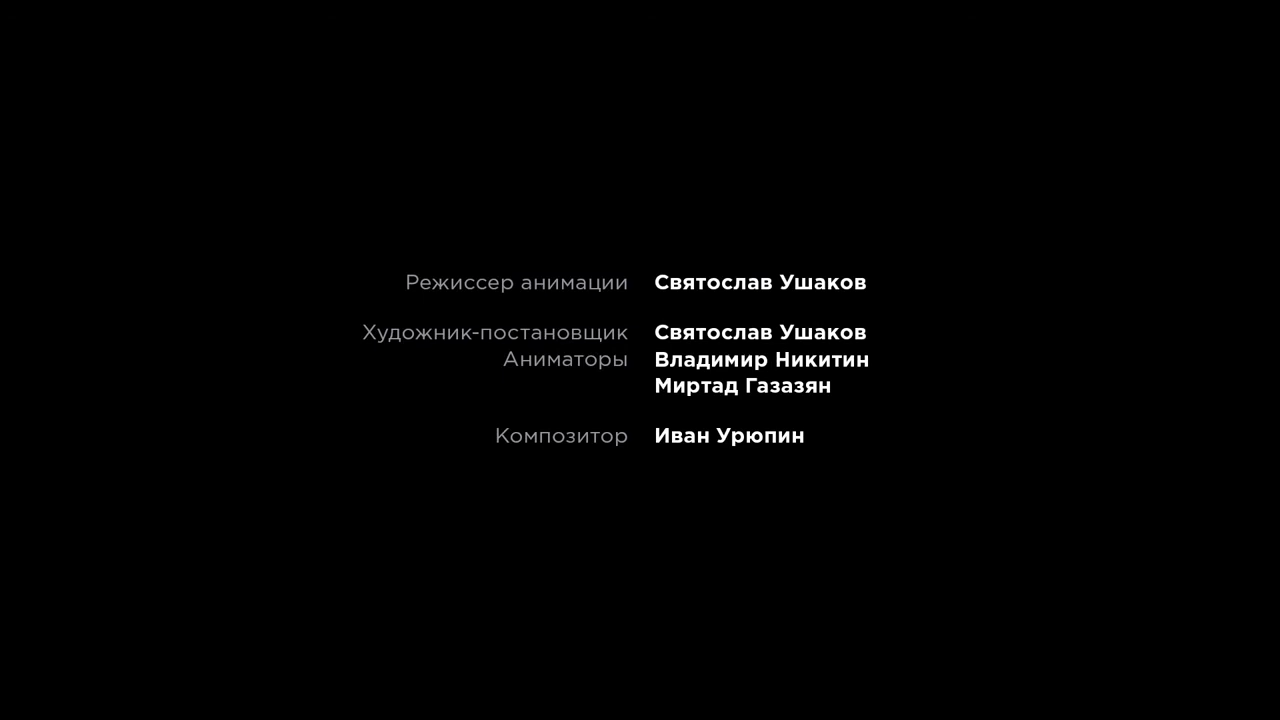 Режиссер анимации Святослав Ушаков
Художник-постановщик Святослав Ушаков
Аниматоры Владимир Никитин
Миртад Газазян
Композитор Иван Урюпин